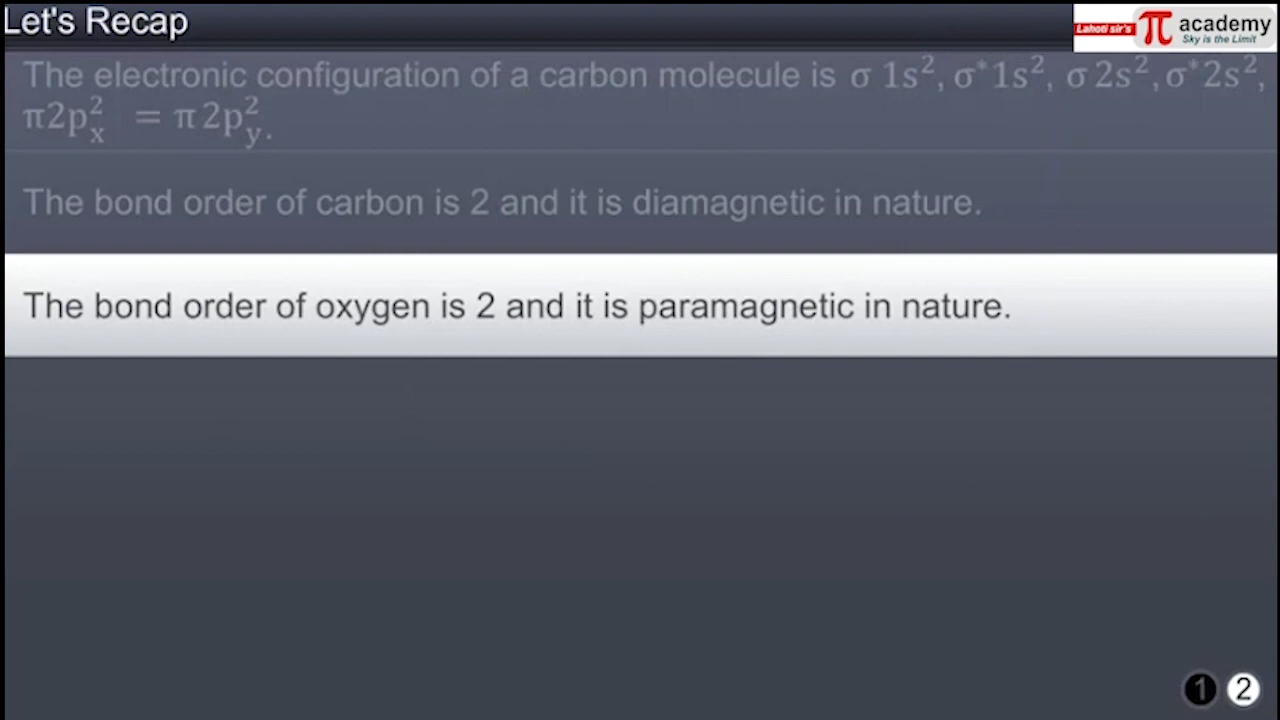 Let's Recap
Lahoti sir's π academy
Sky is the Limit
The electronic configuration of a carbon molecule is σ 1s², σ*1s², σ 2s², σ*2s²,
π2p²ₓ = π 2p²ᵧ.
The bond order of carbon is 2 and it is diamagnetic in nature.
The bond order of oxygen is 2 and it is paramagnetic in nature.
1 2